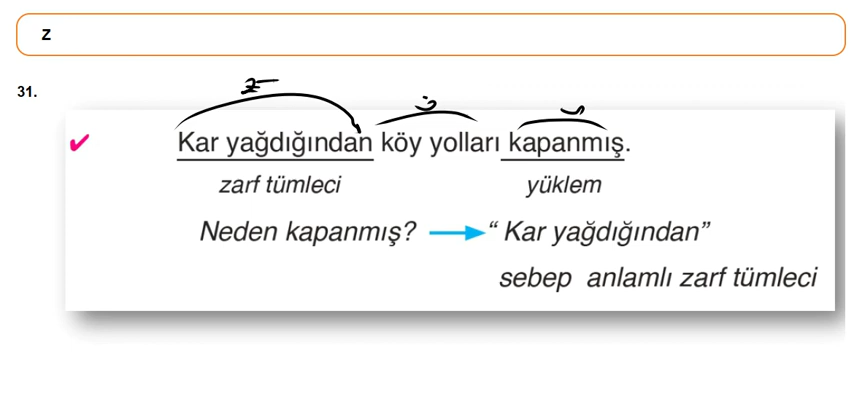 z
31.
✔ Kar yağdığından köy yolları kapanmış.
zarf tümleci yüklem
Neden kapanmış? → “ Kar yağdığından”
sebep anlamlı zarf tümleci